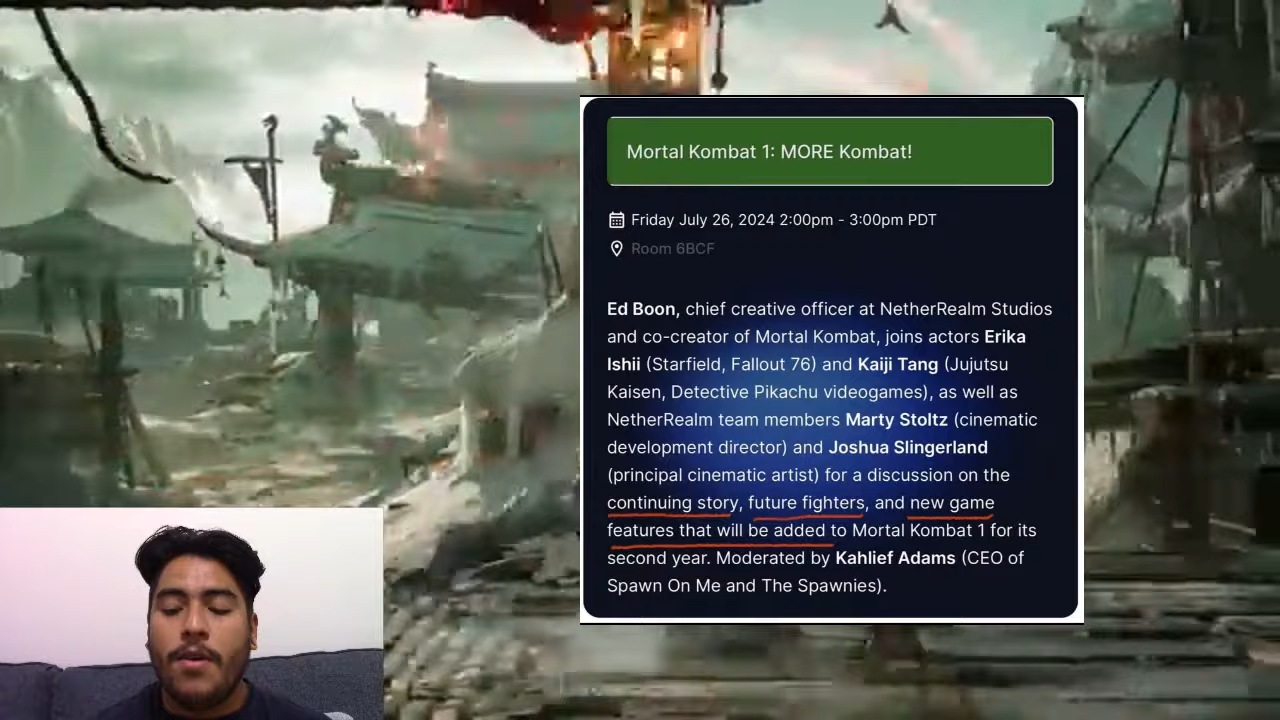 Mortal Kombat 1: MORE Kombat!
Friday July 26, 2024 2:00pm - 3:00pm PDT
Room 6BCF
Ed Boon, chief creative officer at NetherRealm Studios
and co-creator of Mortal Kombat, joins actors Erika
Ishii (Starfield, Fallout 76) and Kaiji Tang (Jujutsu
Kaisen, Detective Pikachu videogames), as well as
NetherRealm team members Marty Stoltz (cinematic
development director) and Joshua Slingerland
(principal cinematic artist) for a discussion on the
continuing story, future fighters, and new game
features that will be added to Mortal Kombat 1 for its
second year. Moderated by Kahlief Adams (CEO of
Spawn On Me and The Spawnies).